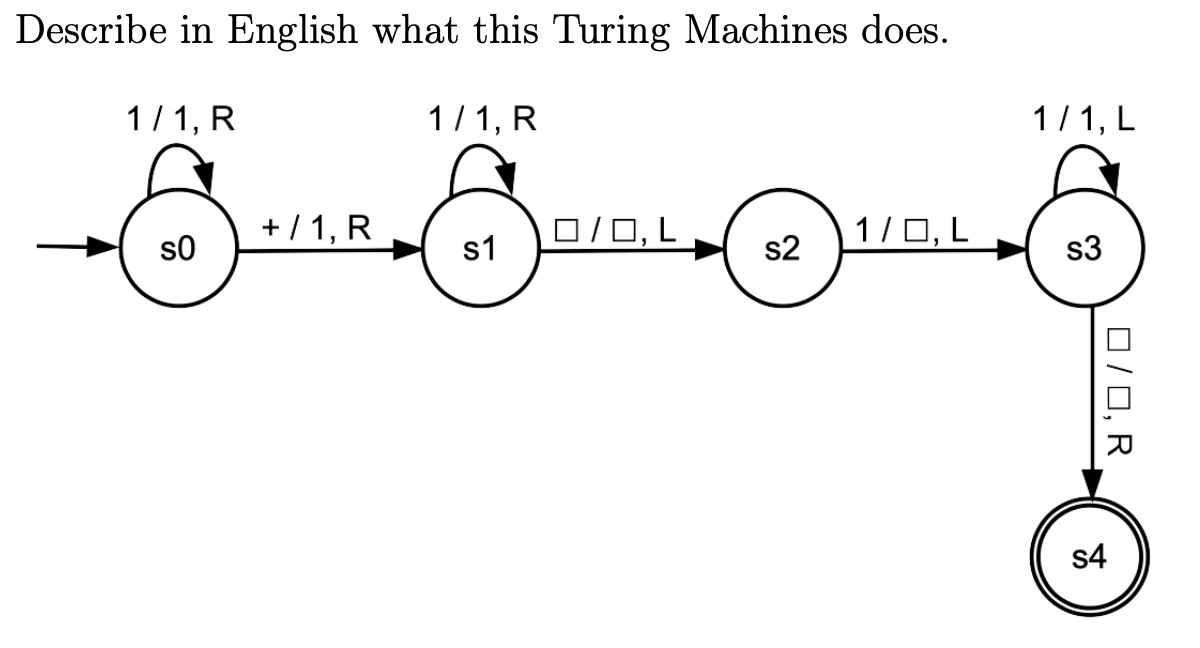 Describe in English what this Turing Machines does.
1 / 1, R
1 / 1, R
1 / 1, L
s0
+ / 1, R
s1
□ / □, L
s2
1 / □, L
s3
□ / □, R
s4